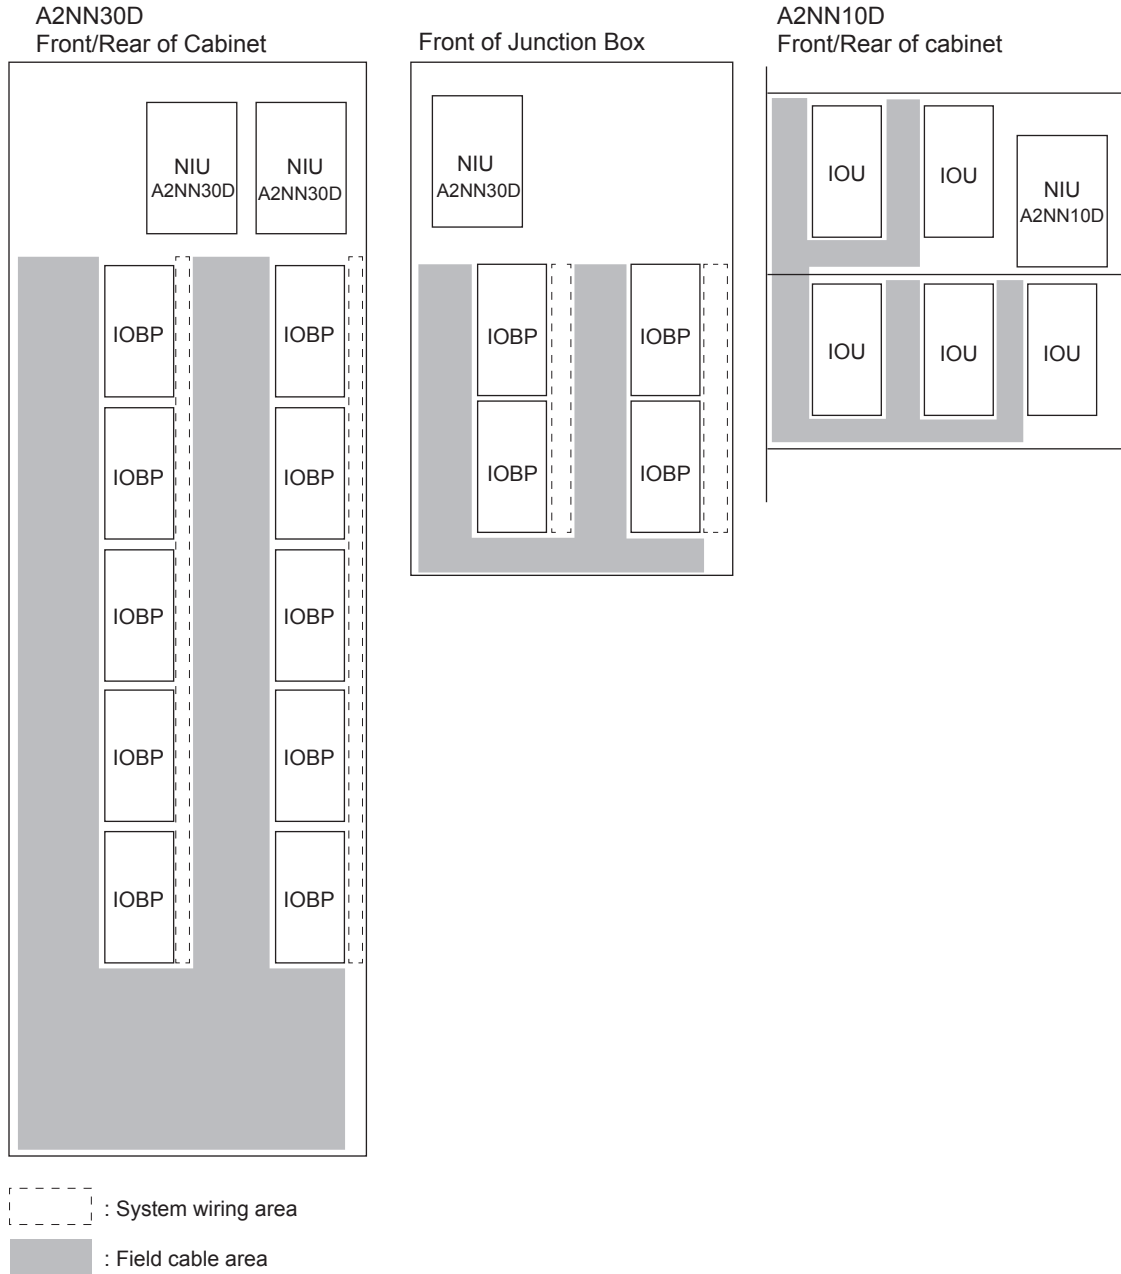 A2NN30D
Front/Rear of Cabinet
NIU
A2NN30D
NIU
A2NN30D
IOBP
IOBP
IOBP
IOBP
IOBP
IOBP
IOBP
IOBP
IOBP
IOBP
Front of Junction Box
NIU
A2NN30D
IOBP
IOBP
IOBP
IOBP
A2NN10D
Front/Rear of cabinet
IOU
IOU
NIU
A2NN10D
IOU
IOU
IOU
: System wiring area
: Field cable area